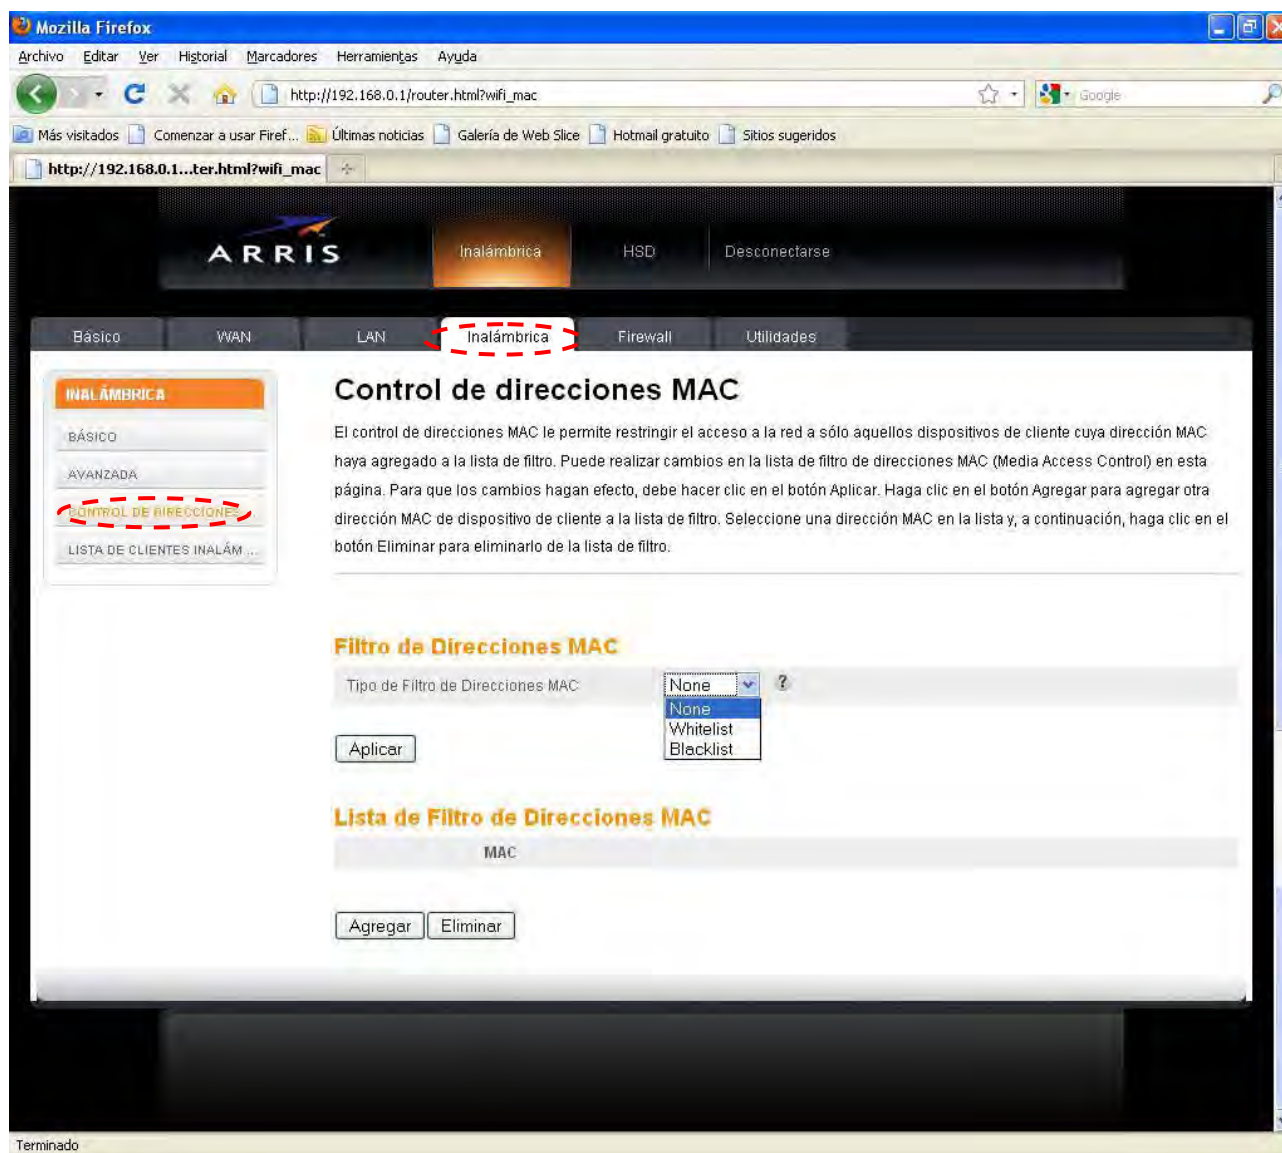 Mozilla Firefox
Archivo Editar Ver Historial Marcadores Herramientas Ayuda
http://192.168.0.1/router.html?wifi_mac
Google
Más visitados Comenzar a usar Firef... Últimas noticias Galería de Web Slice Hotmail gratuito Sitios sugeridos
http://192.168.0.1...ter.html?wifi_mac
ARRIS
Inalámbrica HSD Desconectarse
Básico WAN LAN Inalámbrica Firewall Utilidades
INALÁMBRICA
BÁSICO
AVANZADA
CONTROL DE DIRECCIONES...
LISTA DE CLIENTES INALÁM ...
Control de direcciones MAC
El control de direcciones MAC le permite restringir el acceso a la red a sólo aquellos dispositivos de cliente cuya dirección MAC
haya agregado a la lista de filtro. Puede realizar cambios en la lista de filtro de direcciones MAC (Media Access Control) en esta
página. Para que los cambios hagan efecto, debe hacer clic en el botón Aplicar. Haga clic en el botón Agregar para agregar otra
dirección MAC de dispositivo de cliente a la lista de filtro. Seleccione una dirección MAC en la lista y, a continuación, haga clic en el
botón Eliminar para eliminarlo de la lista de filtro.
Filtro de Direcciones MAC
Tipo de Filtro de Direcciones MAC None ?
None
Whitelist
Blacklist
Aplicar
Lista de Filtro de Direcciones MAC
MAC
Agregar Eliminar
Terminado